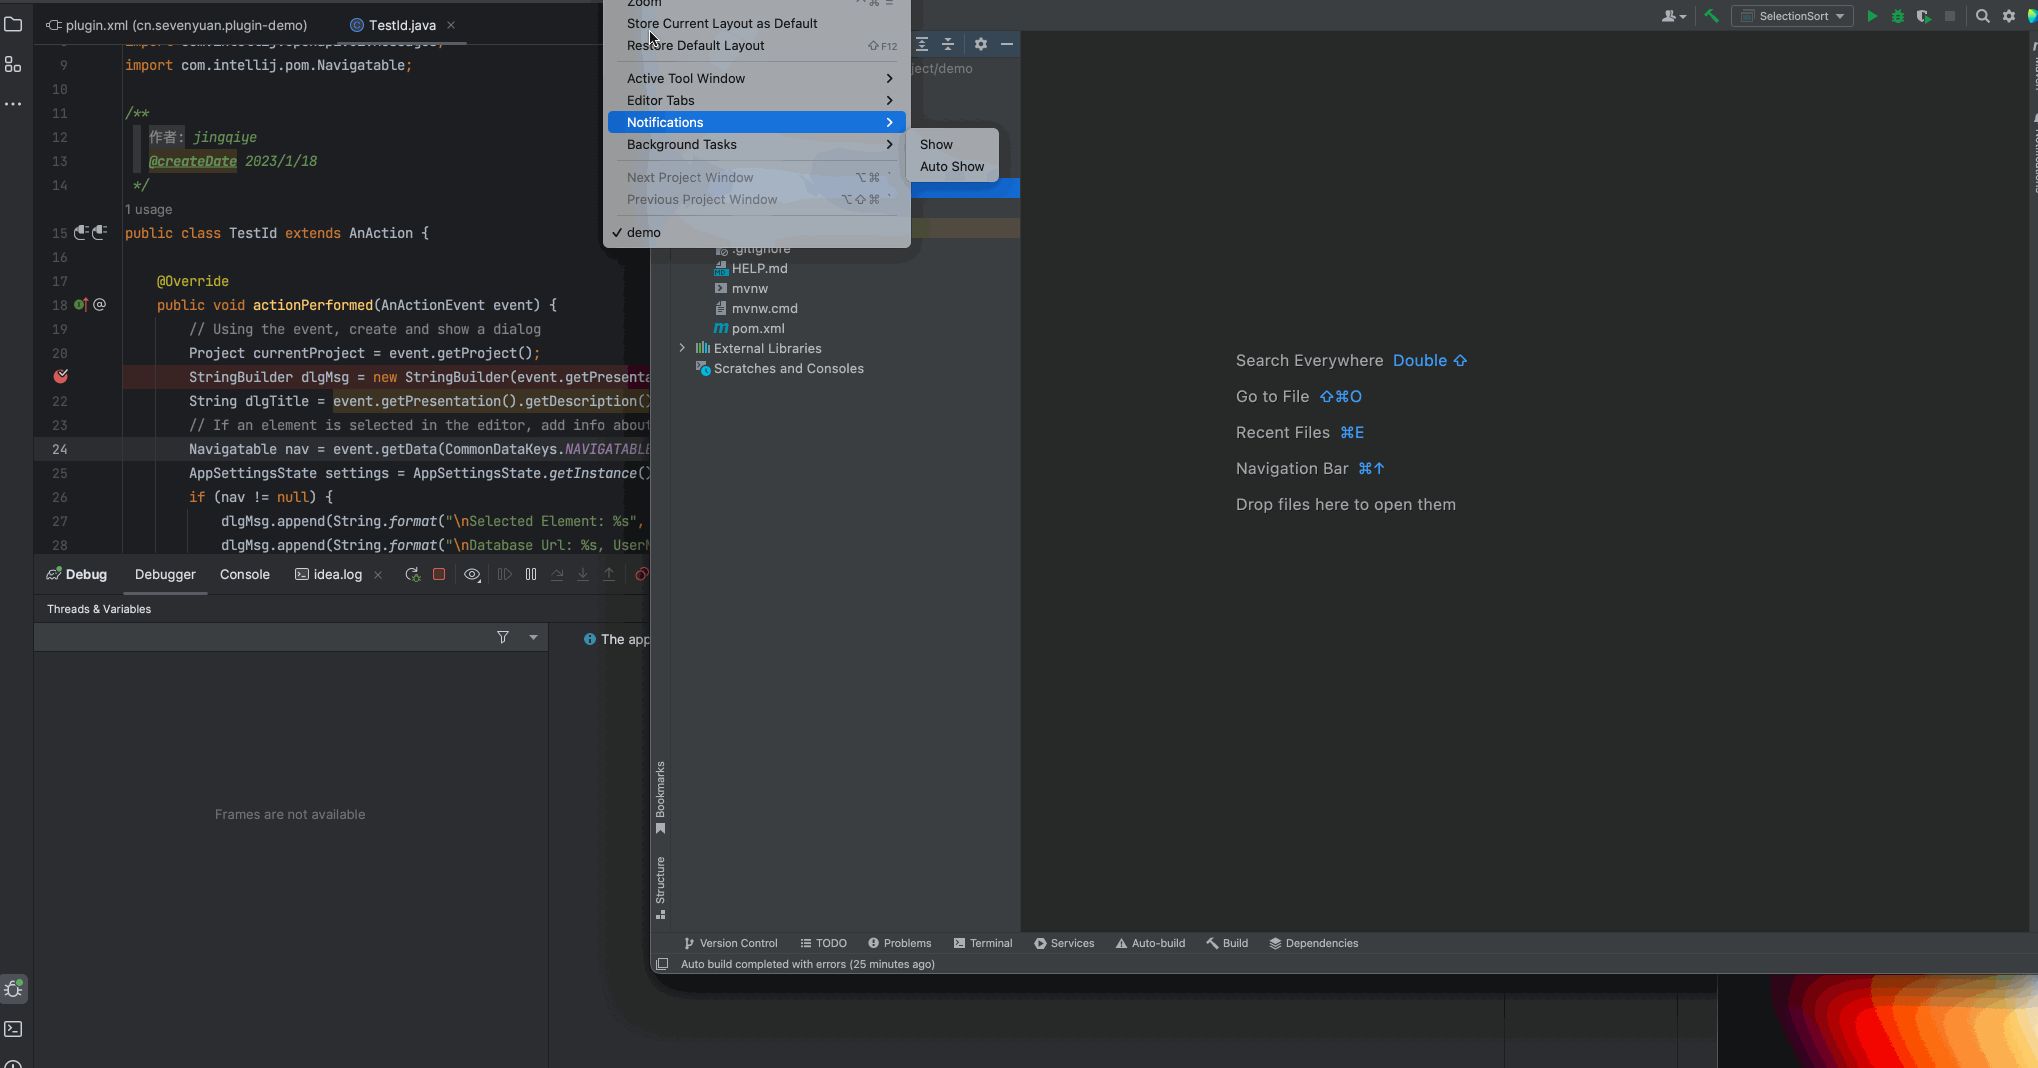 plugin.xml (cn.sevenyuan.plugin-demo)
TestId.java
9 import com.intellij.pom.Navigatable;
10
11 /**
12 作者: jingqiye
13 @createDate 2023/1/18
14 */
1 usage
15 public class TestId extends AnAction {
16
17 @Override
18 public void actionPerformed(AnActionEvent event) {
19 // Using the event, create and show a dialog
20 Project currentProject = event.getProject();
StringBuilder dlgMsg = new StringBuilder(event.getPresenta
22 String dlgTitle = event.getPresentation().getDescription()
23 // If an element is selected in the editor, add info about
24 Navigatable nav = event.getData(CommonDataKeys.NAVIGATABLE
25 AppSettingsState settings = AppSettingsState.getInstance()
26 if (nav != null) {
27 dlgMsg.append(String.format("\nSelected Element: %s",
28 dlgMsg.append(String.format("\nDatabase Url: %s, User
Debug
Debugger
Console
idea.log
Threads & Variables
Frames are not available
The app
Zoom
Store Current Layout as Default
Restore Default Layout ⇧F12
Active Tool Window
Editor Tabs
Notifications
Background Tasks
Next Project Window ⌥⌘`
Previous Project Window ⌥⇧⌘`
✓ demo
Show
Auto Show
ject/demo
.gitignore
HELP.md
mvnw
mvnw.cmd
pom.xml
External Libraries
Scratches and Consoles
Bookmarks
Structure
SelectionSort
Search Everywhere Double ⇧
Go to File ⇧⌘O
Recent Files ⌘E
Navigation Bar ⌘↑
Drop files here to open them
Version Control
TODO
Problems
Terminal
Services
Auto-build
Build
Dependencies
Auto build completed with errors (25 minutes ago)